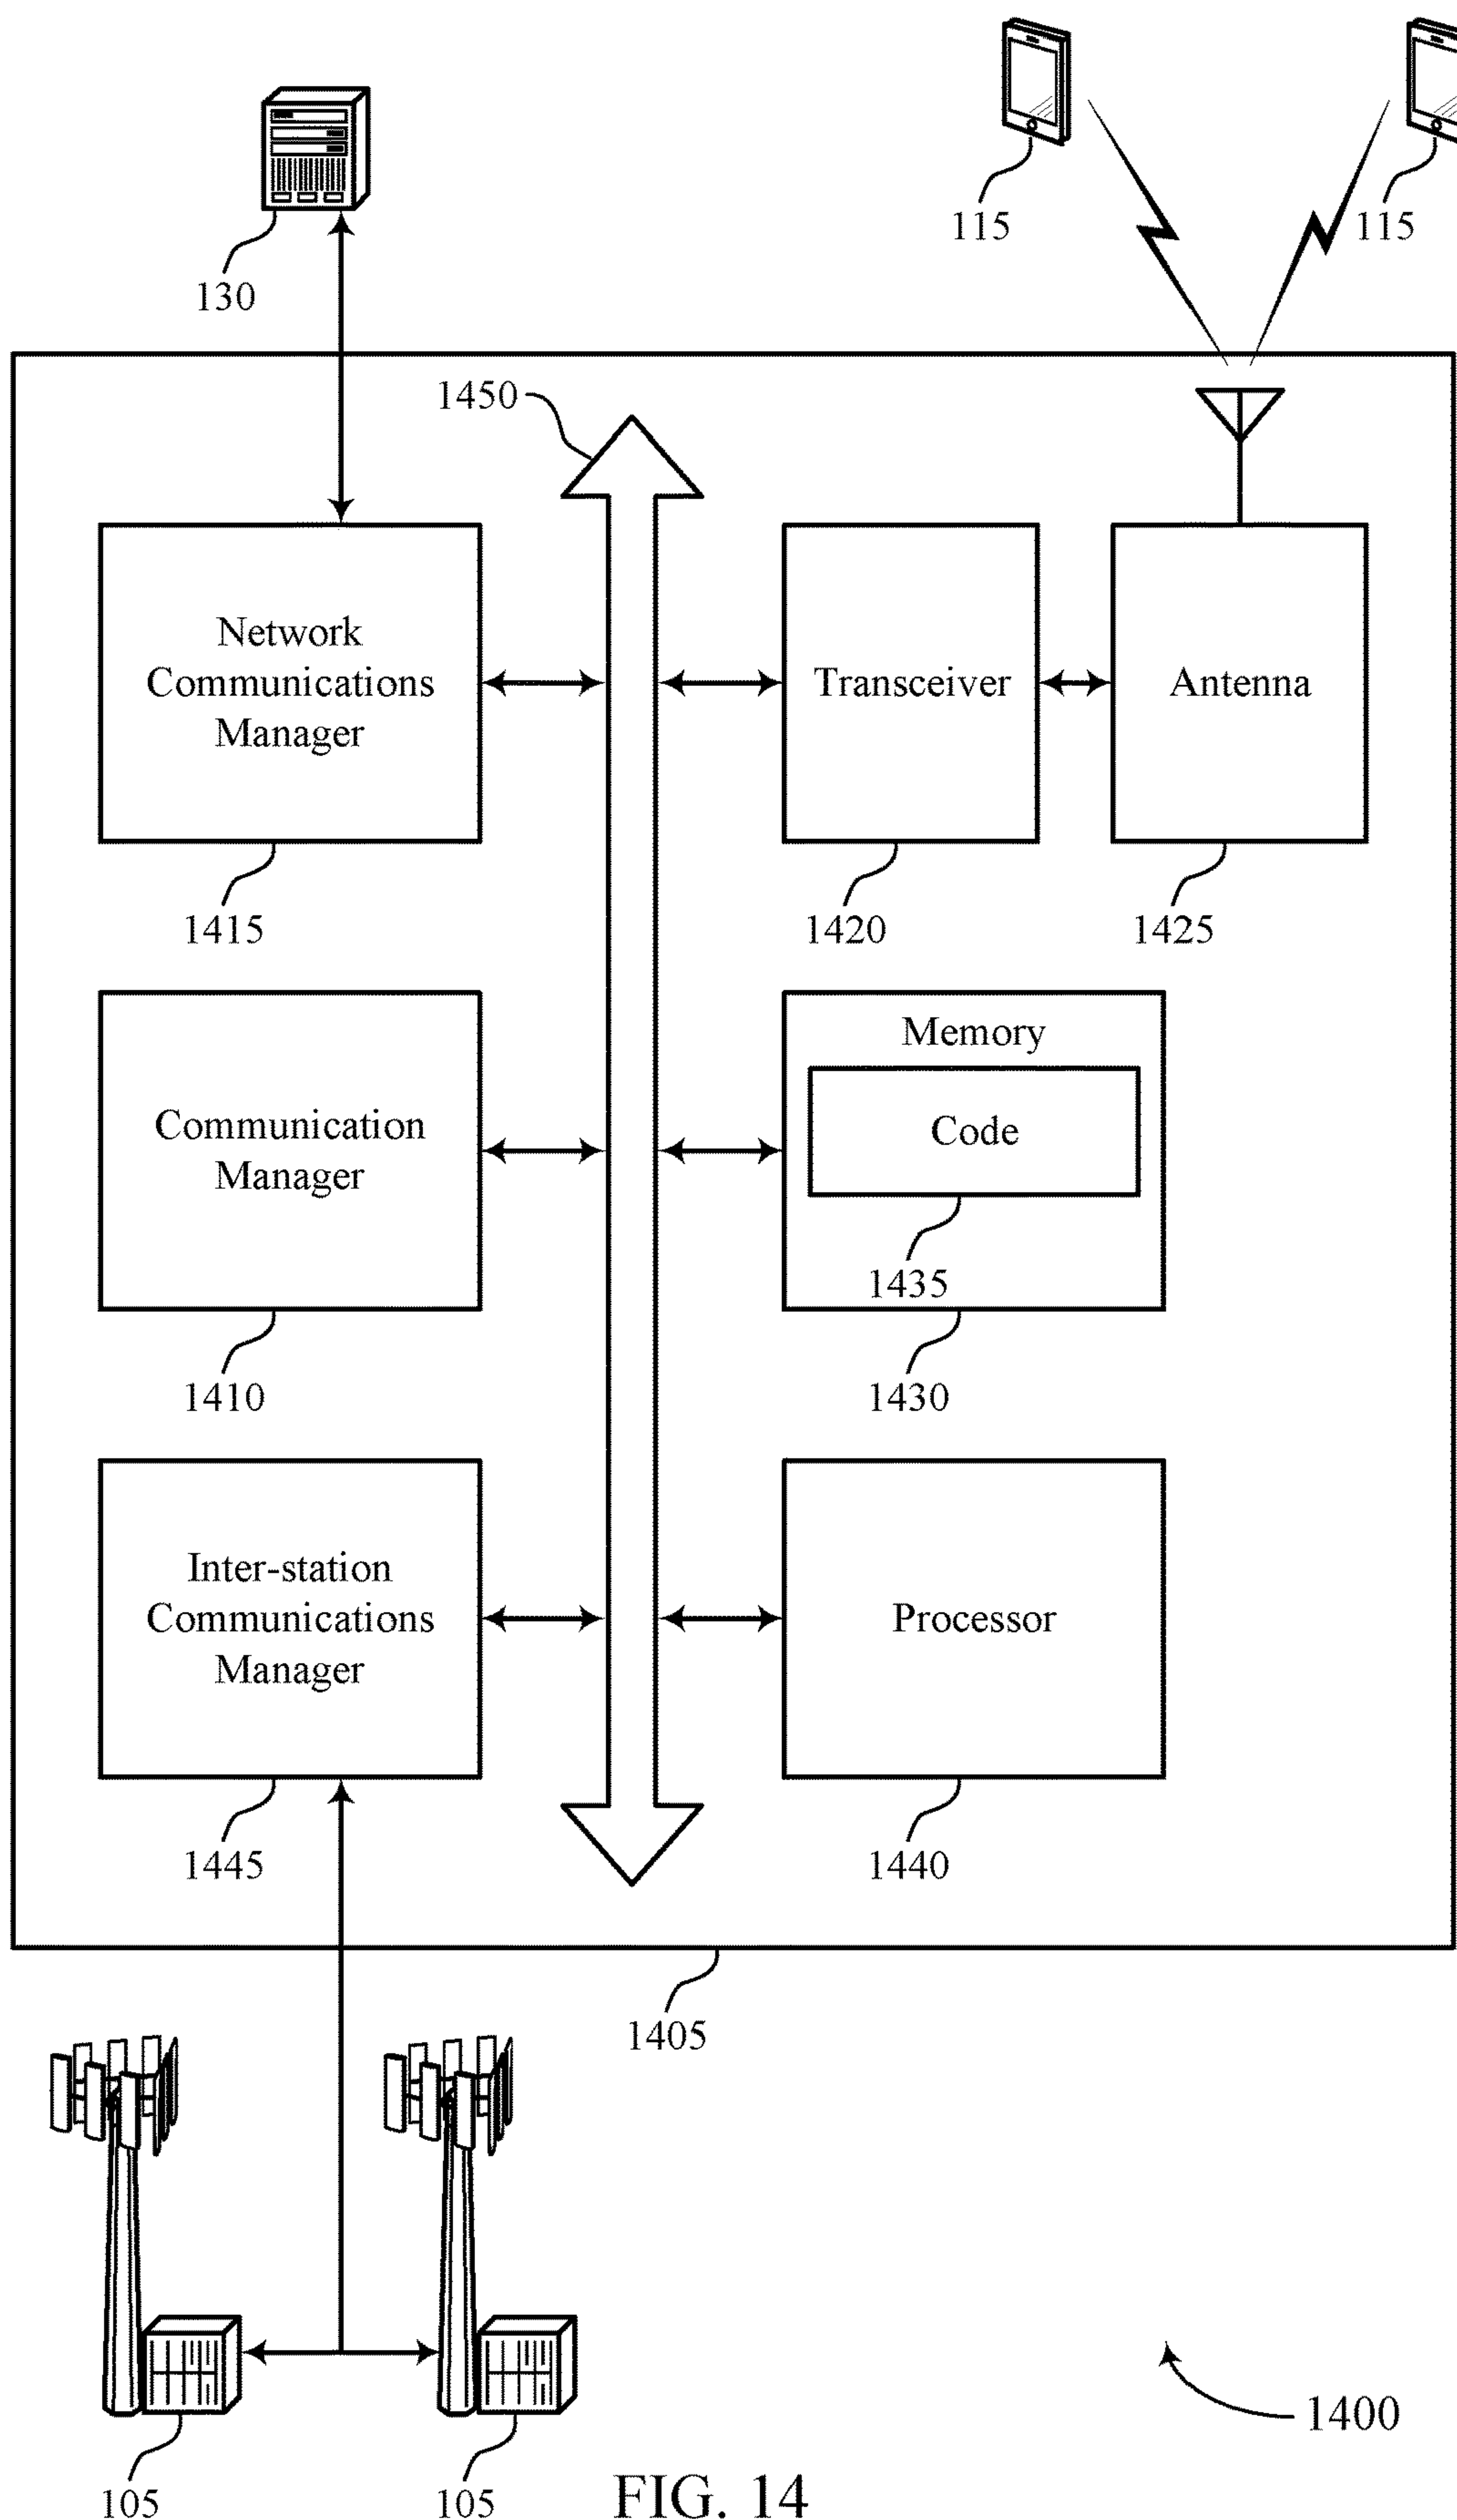 115
115
130
1450
Network
Communications
Manager
Transceiver
Antenna
1415
1420
1425
Communication
Manager
Memory
Code
1435
1410
1430
Inter-station
Communications
Manager
Processor
1445
1440
1405
1400
105
105
FIG. 14